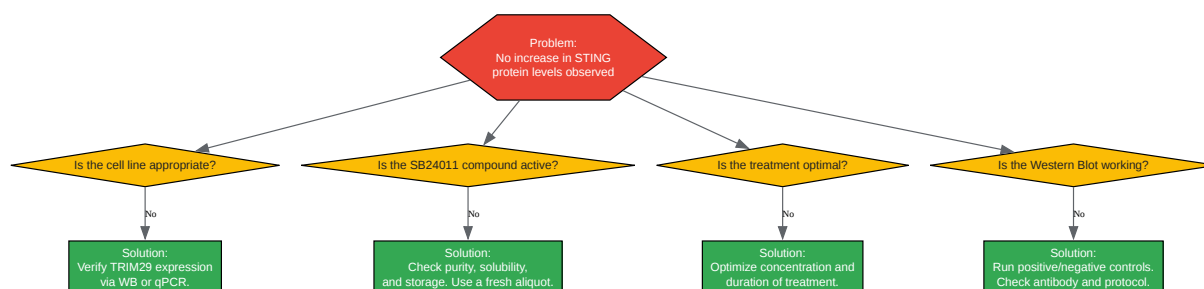 Problem:
No increase in STING
protein levels observed
Is the cell line appropriate?
Is the SB24011 compound active?
Is the treatment optimal?
Is the Western Blot working?
No
No
No
No
Solution:
Verify TRIM29 expression
via WB or qPCR.
Solution:
Check purity, solubility,
and storage. Use a fresh aliquot.
Solution:
Optimize concentration and
duration of treatment.
Solution:
Run positive/negative controls.
Check antibody and protocol.